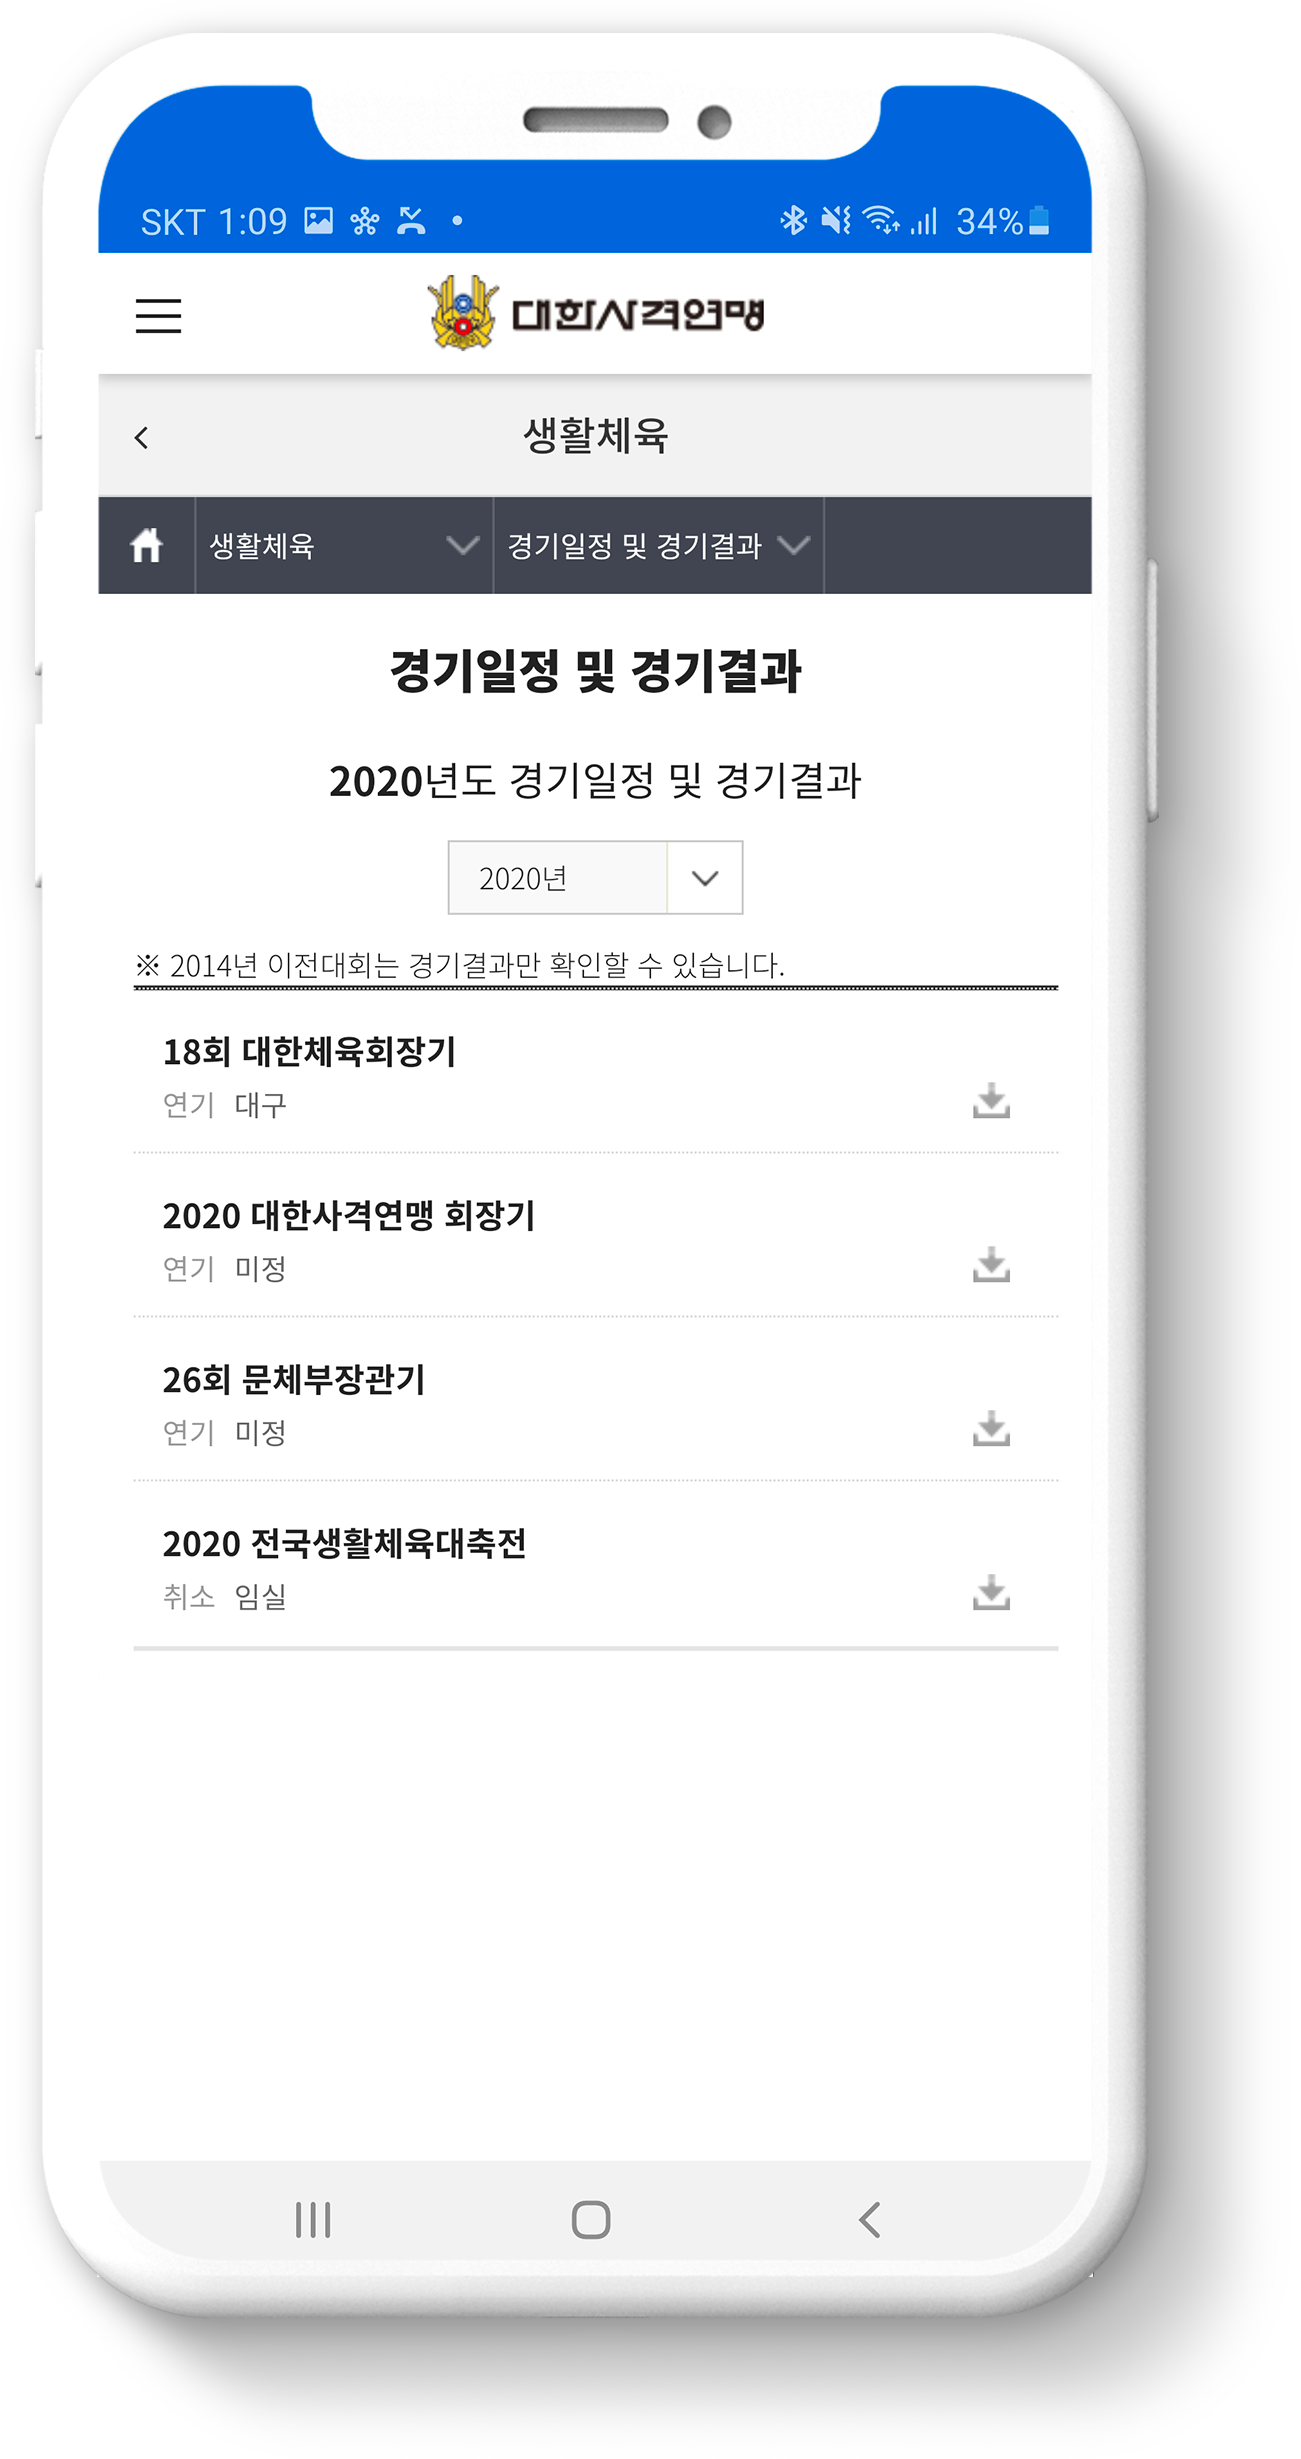 SKT 1:09 34%
대한사격연맹
생활체육
생활체육 경기일정 및 경기결과
경기일정 및 경기결과
2020년도 경기일정 및 경기결과
2020년
※ 2014년 이전대회는 경기결과만 확인할 수 있습니다.
18회 대한체육회장기
연기 대구
2020 대한사격연맹 회장기
연기 미정
26회 문체부장관기
연기 미정
2020 전국생활체육대축전
취소 임실